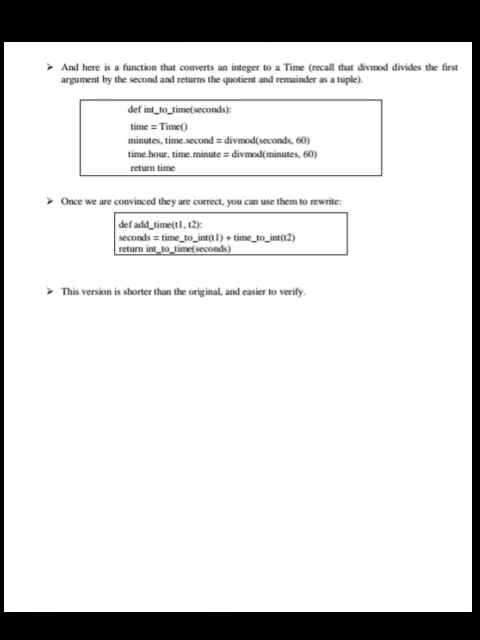 ➢ And here is a function that converts an integer to a Time (recall that divmod divides the first
argument by the second and returns the quotient and remainder as a tuple).
def int_to_time(seconds):
time = Time()
minutes, time.second = divmod(seconds, 60)
time.hour, time.minute = divmod(minutes, 60)
return time
➢ Once we are convinced they are correct, you can use them to rewrite:
def add_time(t1, t2):
seconds = time_to_int(t1) + time_to_int(t2)
return int_to_time(seconds)
➢ This version is shorter than the original, and easier to verify.